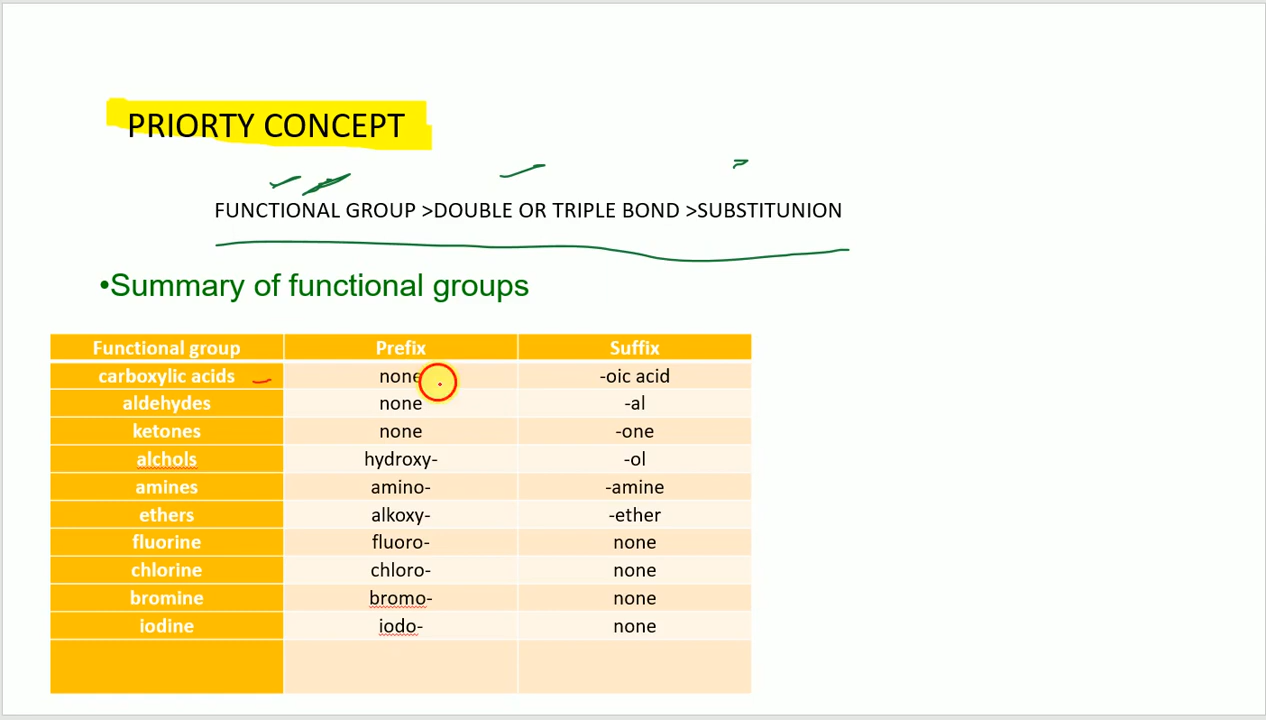 PRIORTY CONCEPT
FUNCTIONAL GROUP >DOUBLE OR TRIPLE BOND >SUBSTITUNION
•Summary of functional groups
Functional group Prefix Suffix
carboxylic acids none -oic acid
aldehydes none -al
ketones none -one
alchols hydroxy- -ol
amines amino- -amine
ethers alkoxy- -ether
fluorine fluoro- none
chlorine chloro- none
bromine bromo- none
iodine iodo- none